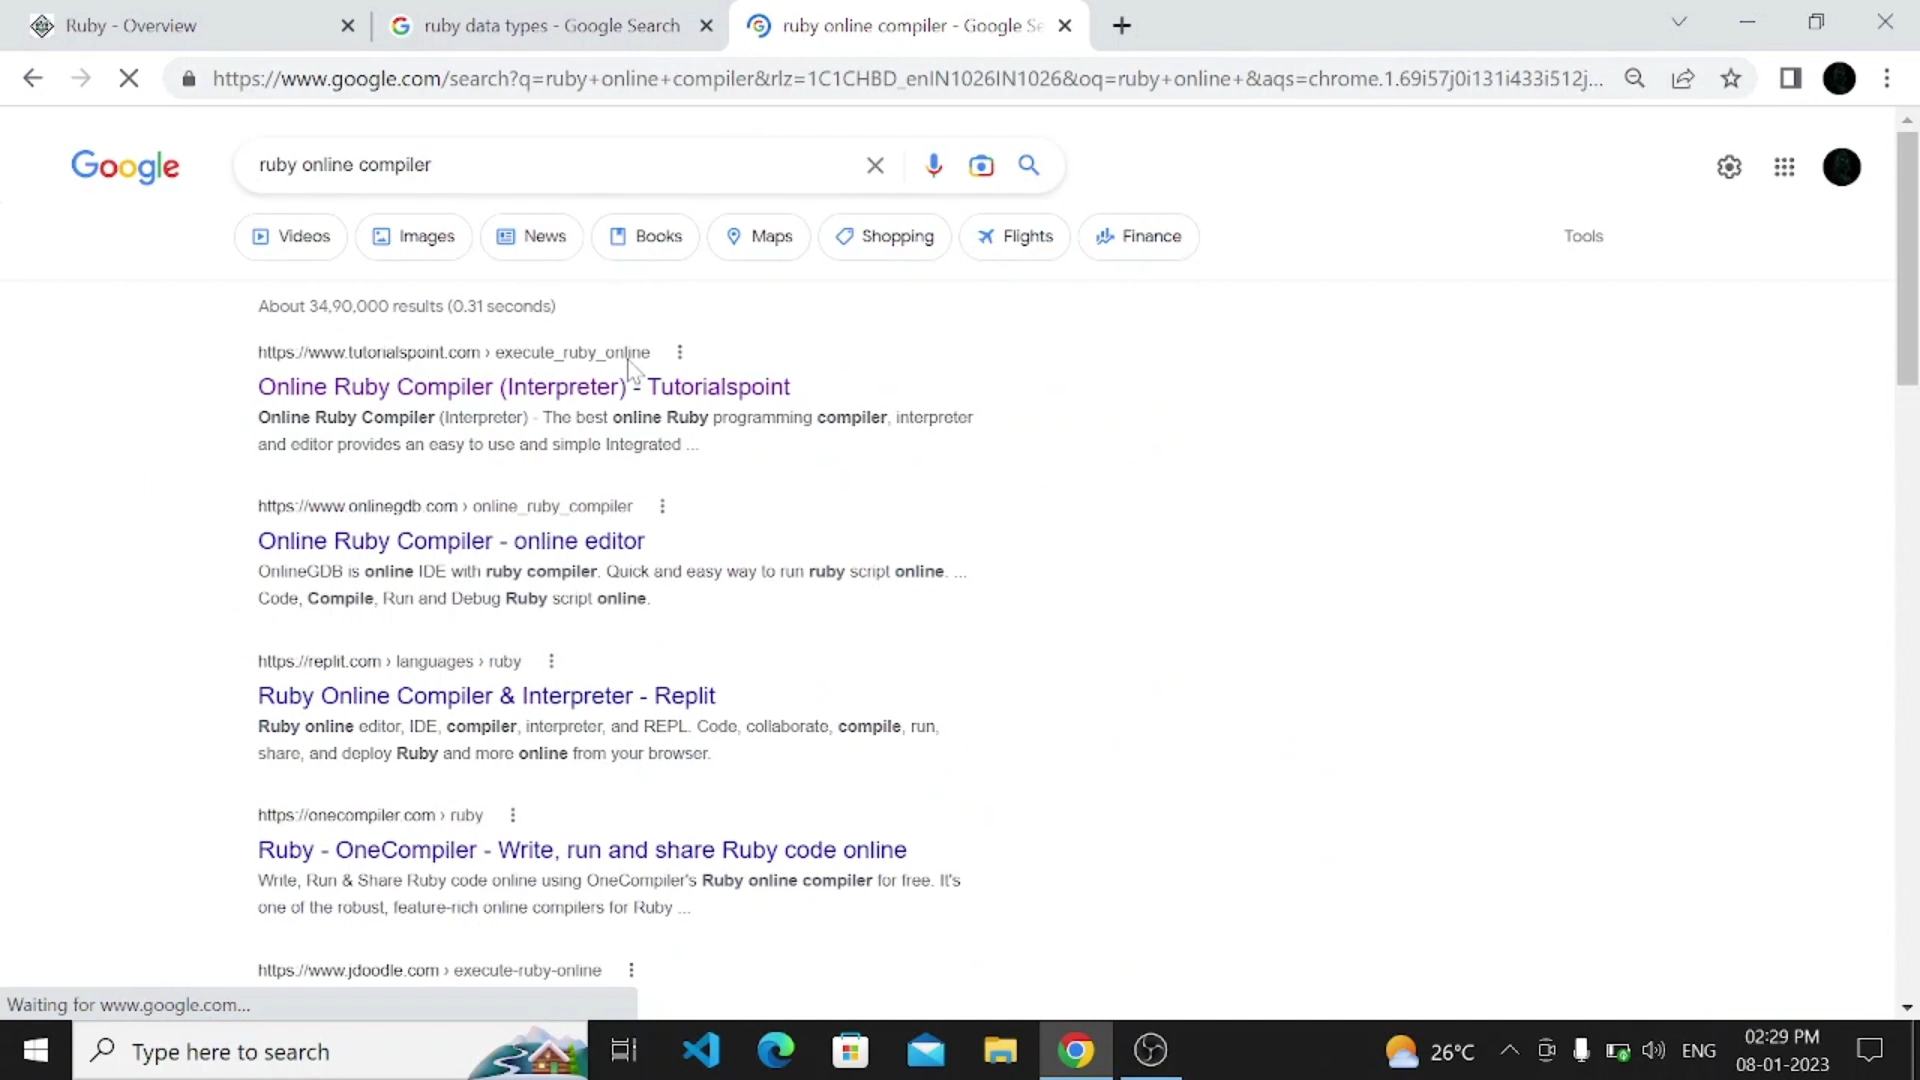 Ruby - Overview
ruby data types - Google Search
ruby online compiler - Google Se
https://www.google.com/search?q=ruby+online+compiler&rlz=1C1CHBD_enIN1026IN1026&oq=ruby+online+&aqs=chrome.1.69i57j0i131i433i512j...
Google
ruby online compiler
Videos
Images
News
Books
Maps
Shopping
Flights
Finance
Tools
About 34,90,000 results (0.31 seconds)
https://www.tutorialspoint.com › execute_ruby_online
Online Ruby Compiler (Interpreter) - Tutorialspoint
Online Ruby Compiler (Interpreter) - The best online Ruby programming compiler, interpreter
and editor provides an easy to use and simple Integrated ...
https://www.onlinegdb.com › online_ruby_compiler
Online Ruby Compiler - online editor
OnlineGDB is online IDE with ruby compiler. Quick and easy way to run ruby script online. ...
Code, Compile, Run and Debug Ruby script online.
https://replit.com › languages › ruby
Ruby Online Compiler & Interpreter - Replit
Ruby online editor, IDE, compiler, interpreter, and REPL. Code, collaborate, compile, run,
share, and deploy Ruby and more online from your browser.
https://onecompiler.com › ruby
Ruby - OneCompiler - Write, run and share Ruby code online
Write, Run & Share Ruby code online using OneCompiler's Ruby online compiler for free. It's
one of the robust, feature-rich online compilers for Ruby ...
https://www.jdoodle.com › execute-ruby-online
Waiting for www.google.com...
Type here to search
26°C
ENG
02:29 PM
08-01-2023